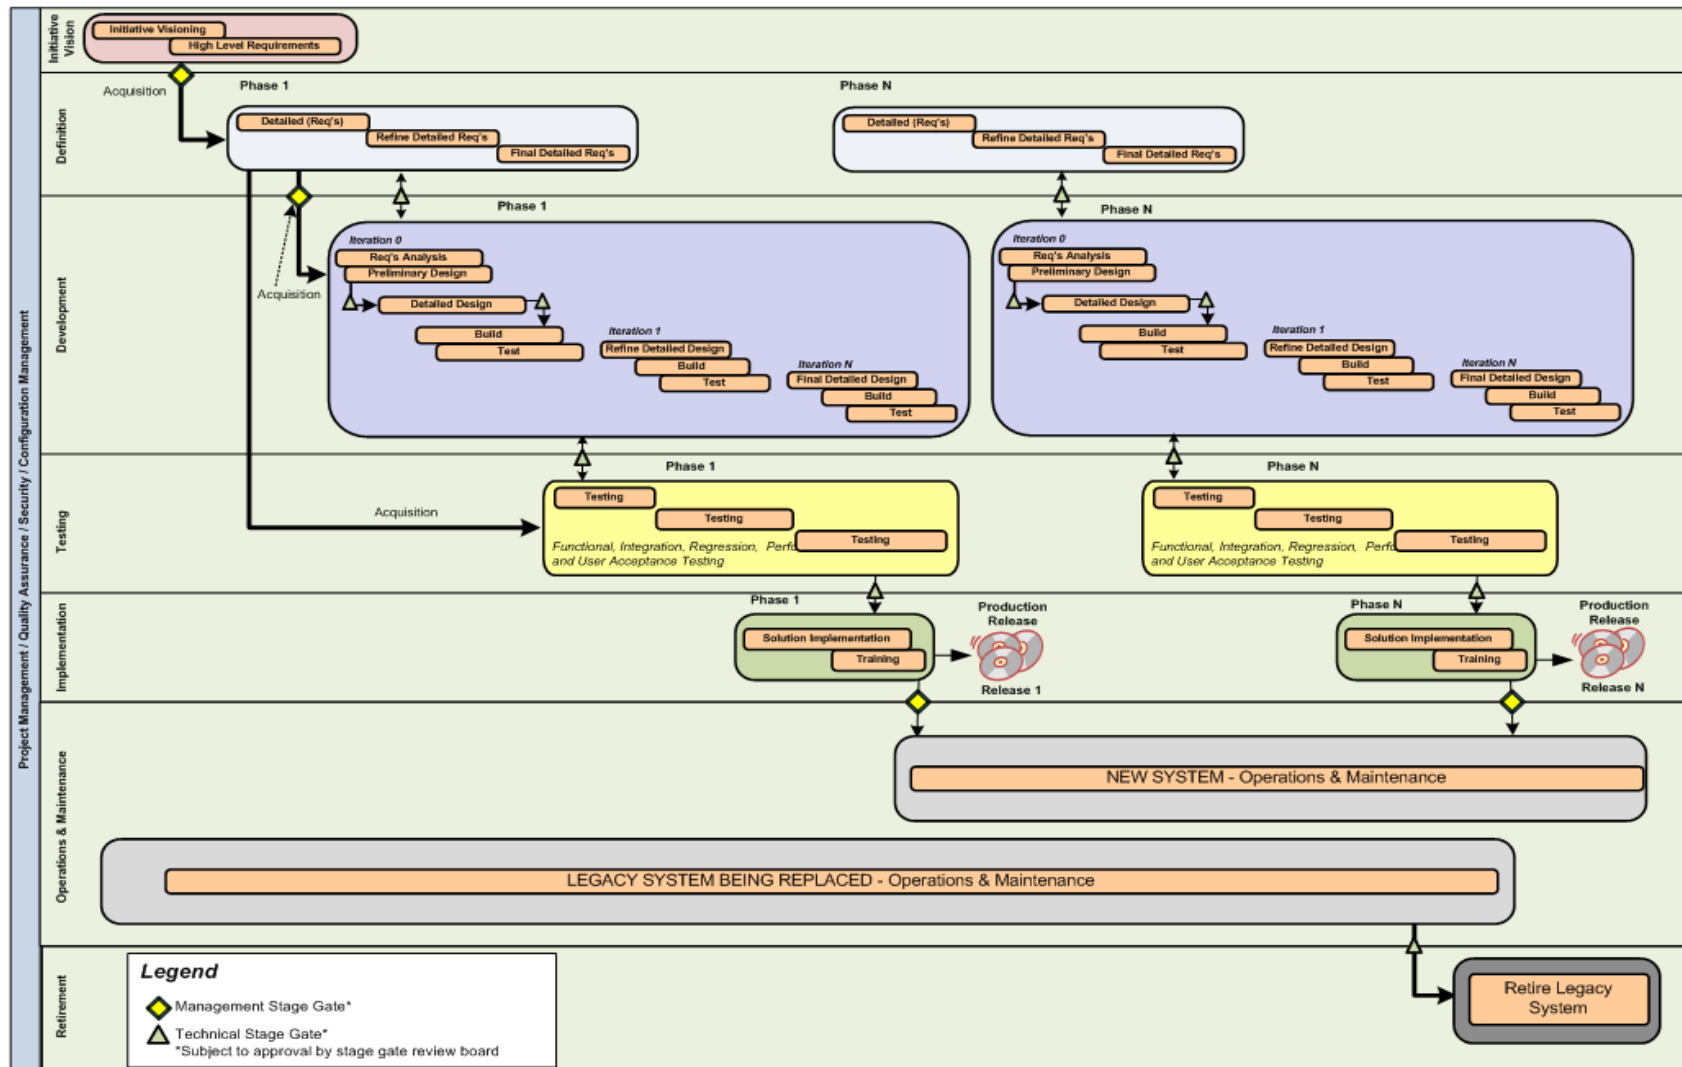 Project Management / Quality Assurance / Security / Configuration Management
Initiative
Vision
Initiative Visioning
High Level Requirements
Acquisition
Definition
Phase 1
Detailed (Req's)
Refine Detailed Req's
Final Detailed Req's
Phase N
Detailed (Req's)
Refine Detailed Req's
Final Detailed Req's
Development
Acquisition
Phase 1
Iteration 0
Req's Analysis
Preliminary Design
Detailed Design
Build
Test
Iteration 1
Refine Detailed Design
Build
Test
Iteration N
Final Detailed Design
Build
Test
Phase N
Iteration 0
Req's Analysis
Preliminary Design
Detailed Design
Build
Test
Iteration 1
Refine Detailed Design
Build
Test
Iteration N
Final Detailed Design
Build
Test
Testing
Acquisition
Phase 1
Testing
Testing
Testing
Functional, Integration, Regression, Perfo
and User Acceptance Testing
Phase N
Testing
Testing
Testing
Functional, Integration, Regression, Perfo
and User Acceptance Testing
Implementation
Phase 1
Solution Implementation
Training
Production
Release
Release 1
Phase N
Solution Implementation
Training
Production
Release
Release N
Operations & Maintenance
NEW SYSTEM - Operations & Maintenance
LEGACY SYSTEM BEING REPLACED - Operations & Maintenance
Retirement
Legend
Management Stage Gate*
Technical Stage Gate*
*Subject to approval by stage gate review board
Retire Legacy
System